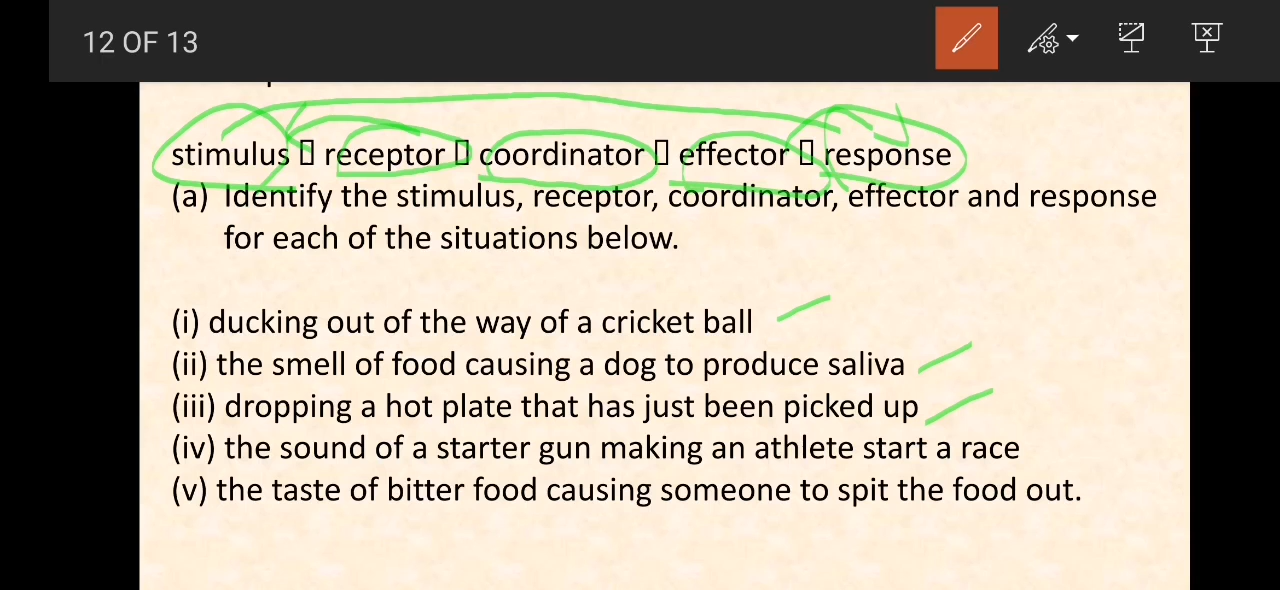 12 OF 13
stimulus ▯ receptor ▯ coordinator ▯ effector ▯ response
(a) Identify the stimulus, receptor, coordinator, effector and response
for each of the situations below.
(i) ducking out of the way of a cricket ball
(ii) the smell of food causing a dog to produce saliva
(iii) dropping a hot plate that has just been picked up
(iv) the sound of a starter gun making an athlete start a race
(v) the taste of bitter food causing someone to spit the food out.